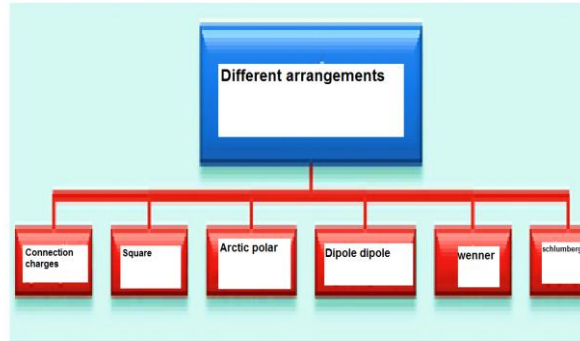 Different arrangements
Connection
charges
Square
Arctic polar
Dipole dipole
wenner
schlumberg